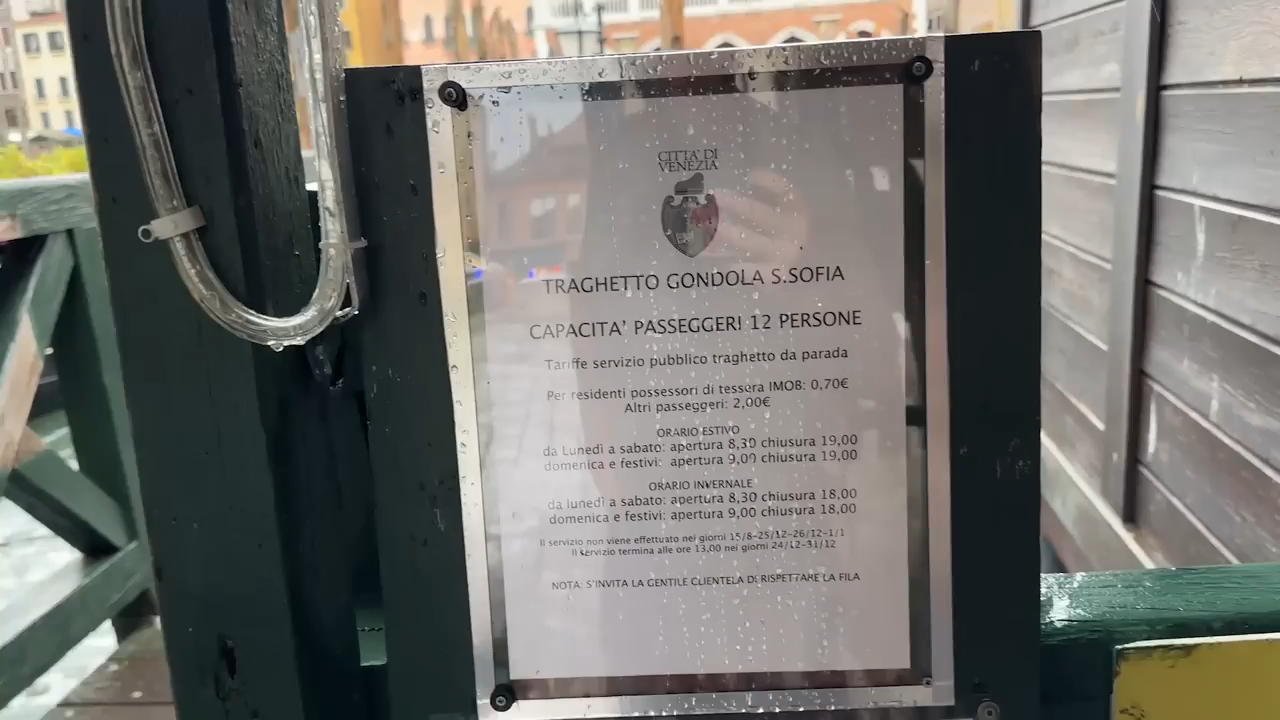 CITTA' DI
VENEZIA
TRAGHETTO GONDOLA S.SOFIA
CAPACITA' PASSEGGERI 12 PERSONE
Tariffe servizio pubblico traghetto da parada
Per residenti possessori di tessera IMOB: 0,70€
Altri passeggeri: 2,00€
ORARIO ESTIVO
da Lunedì a sabato: apertura 8,30 chiusura 19,00
domenica e festivi: apertura 9,00 chiusura 19,00
ORARIO INVERNALE
da lunedì a sabato: apertura 8,30 chiusura 18,00
domenica e festivi: apertura 9,00 chiusura 18,00
Il servizio non viene effettuato nei giorni 15/8-25/12-26/12-1/1
Il servizio termina alle ore 13,00 nei giorni 24/12-31/12
NOTA: S'INVITA LA GENTILE CLIENTELA DI RISPETTARE LA FILA